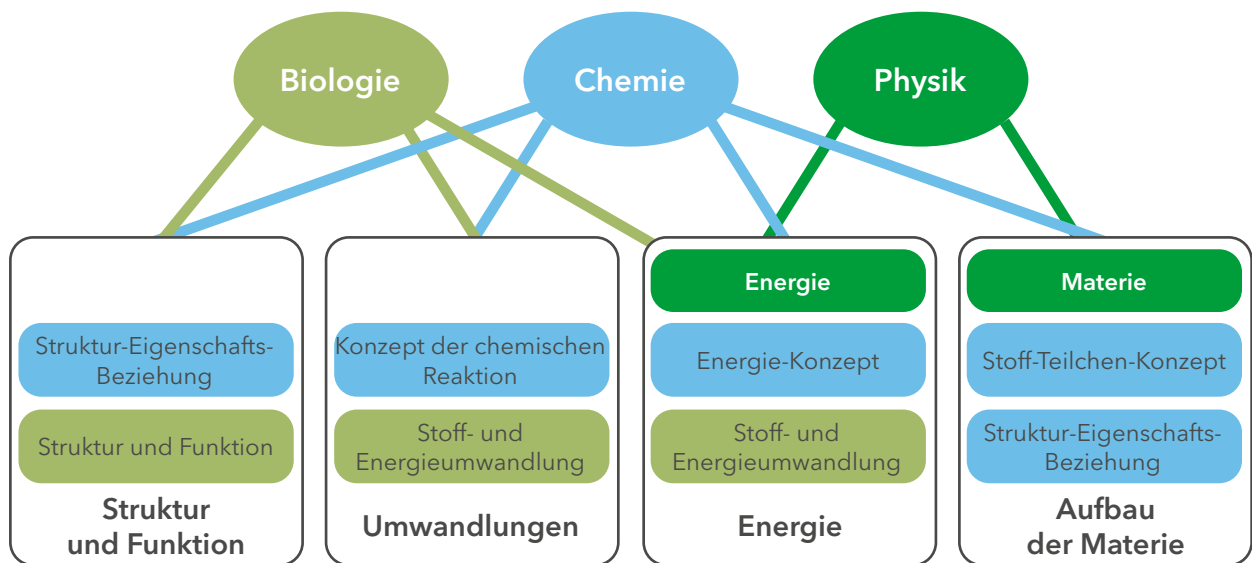 Biologie
Chemie
Physik
Struktur-Eigenschafts-
Beziehung
Struktur und Funktion
Struktur
und Funktion
Konzept der chemischen
Reaktion
Stoff- und
Energieumwandlung
Umwandlungen
Energie
Energie-Konzept
Stoff- und
Energieumwandlung
Energie
Materie
Stoff-Teilchen-Konzept
Struktur-Eigenschafts-
Beziehung
Aufbau
der Materie